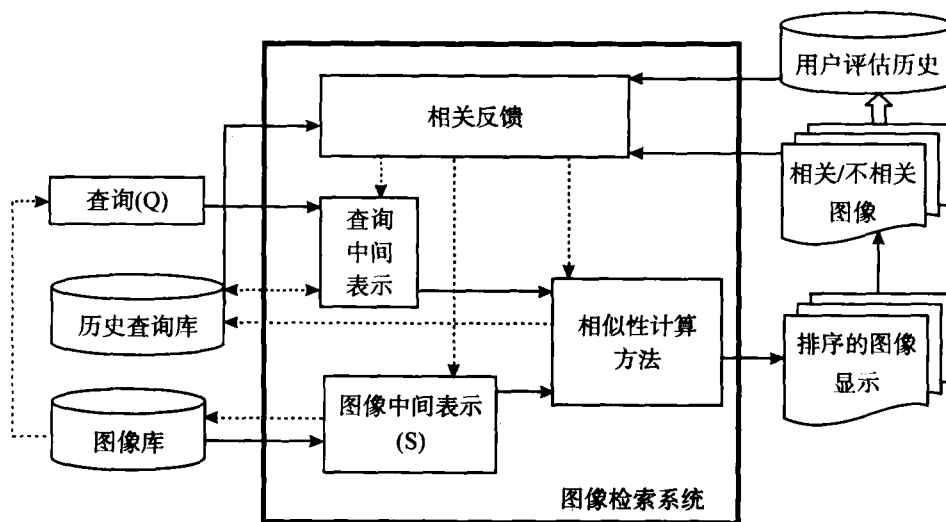 用户评估历史
相关反馈
相关/不相关
图像
查询(Q)
查询
中间
表示
历史查询库
相似性计算
方法
排序的图像
显示
图像中间表示
(S)
图像库
图像检索系统